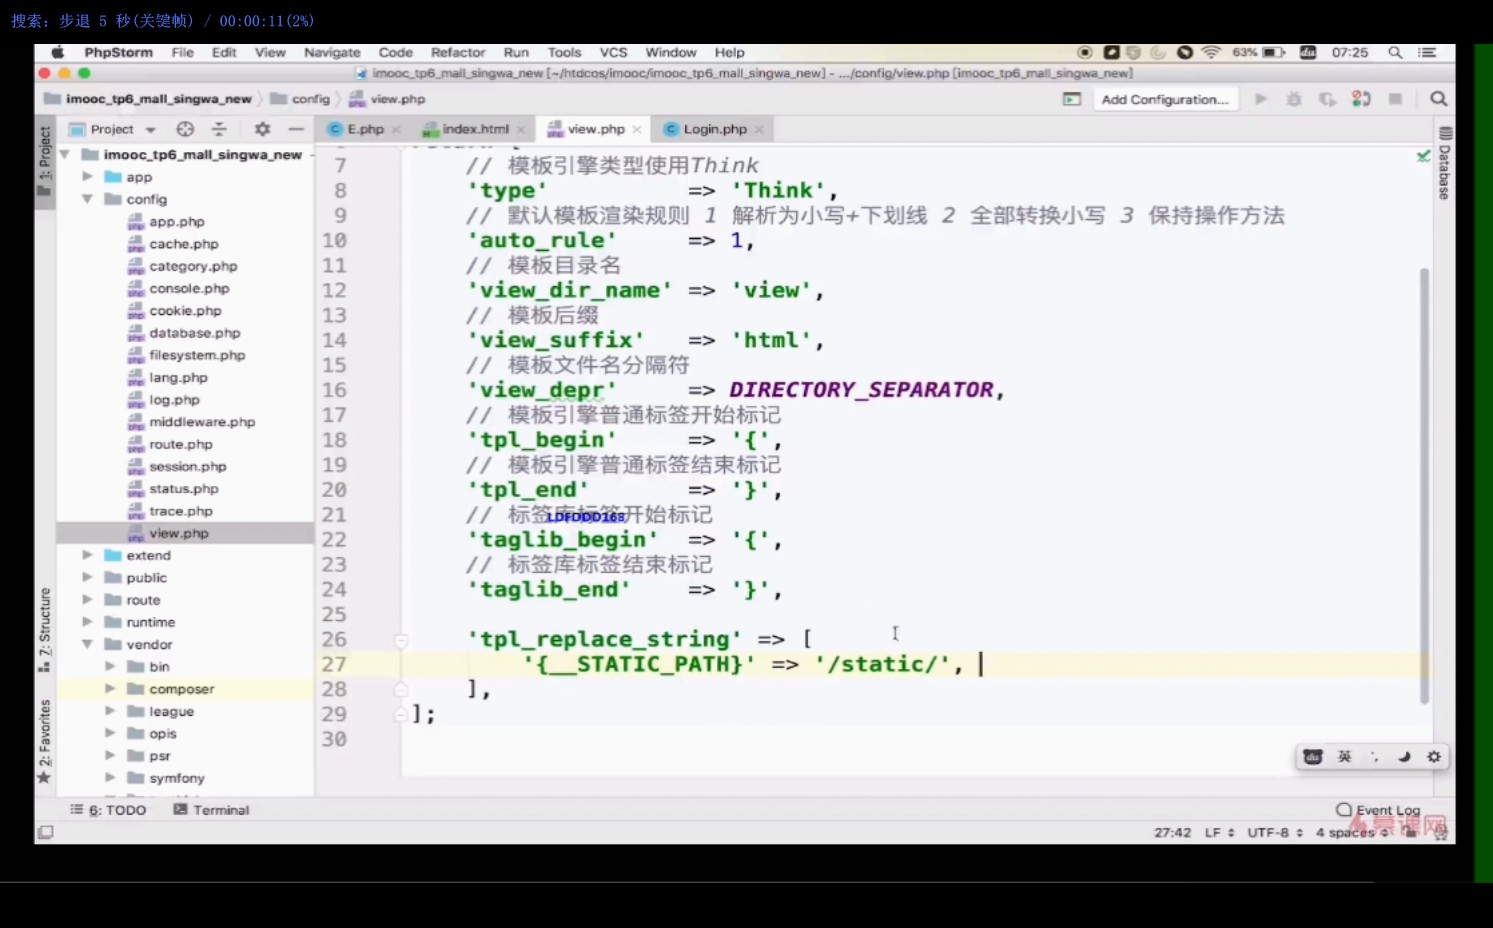 搜索: 步退 5 秒(关键帧) / 00:00:11(2%)
PhpStorm File Edit View Navigate Code Refactor Run Tools VCS Window Help 63% 07:25
imooc_tp6_mall_singwa_new [~/htdcos/imooc/imooc_tp6_mall_singwa_new] - .../config/view.php [imooc_tp6_mall_singwa_new]
imooc_tp6_mall_singwa_new config view.php Add Configuration...
Project E.php index.html view.php Login.php
1: Project
Database
7: Structure
2: Favorites
imooc_tp6_mall_singwa_new
app
config
app.php
cache.php
category.php
console.php
cookie.php
database.php
filesystem.php
lang.php
log.php
middleware.php
route.php
session.php
status.php
trace.php
view.php
extend
public
route
runtime
vendor
bin
composer
league
opis
psr
symfony
7 // 模板引擎类型使用Think
8 'type' => 'Think',
9 // 默认模板渲染规则 1 解析为小写+下划线 2 全部转换小写 3 保持操作方法
10 'auto_rule' => 1,
11 // 模板目录名
12 'view_dir_name' => 'view',
13 // 模板后缀
14 'view_suffix' => 'html',
15 // 模板文件名分隔符
16 'view_depr' => DIRECTORY_SEPARATOR,
17 // 模板引擎普通标签开始标记
18 'tpl_begin' => '{',
19 // 模板引擎普通标签结束标记
20 'tpl_end' => '}',
21 // 标签库标签开始标记
22 'taglib_begin' => '{',
23 // 标签库标签结束标记
24 'taglib_end' => '}',
25
26 'tpl_replace_string' => [
27 '{__STATIC_PATH}' => '/static/',
28 ],
29 ];
30
英
6: TODO Terminal Event Log
27:42 LF UTF-8 4 spaces
慕课网